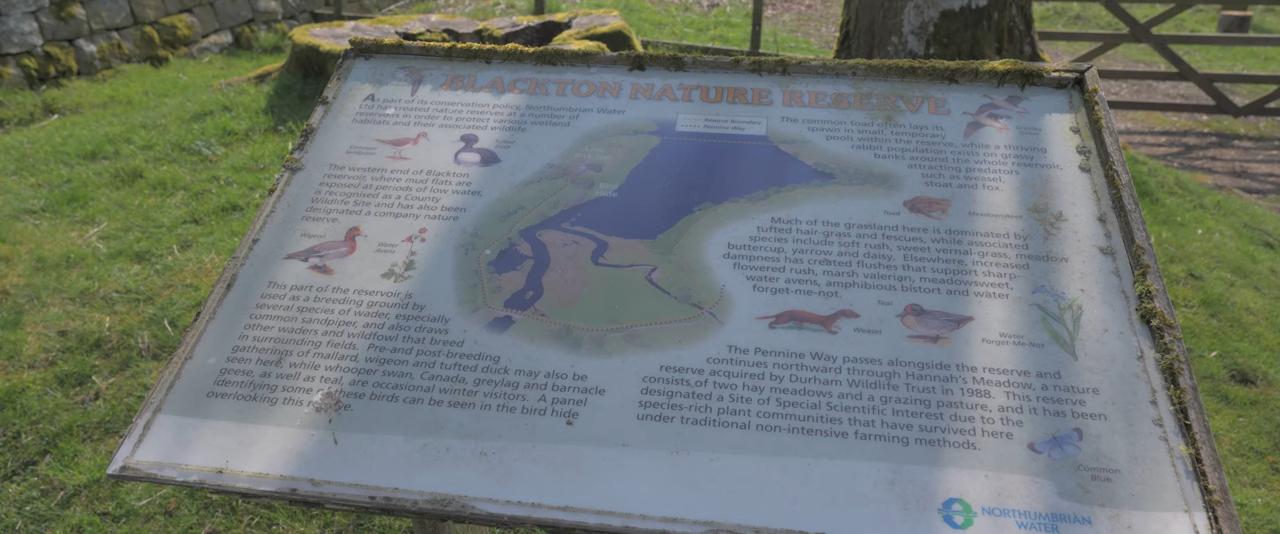 BLACKTON NATURE RESERVE
As part of its conservation policy, Northumbrian Water
Ltd has created nature reserves at a number of
reservoirs in order to protect various wetland
habitats and their associated wildlife.
Common
Sandpiper
Tufted
The western end of Blackton
reservoir, where mud flats are
exposed at periods of low water,
is recognised as a County
Wildlife Site and has also been
designated a company nature
reserve.
Wigeon
Water
Avens
This part of the reservoir is
used as a breeding ground by
several species of wader, especially
common sandpiper, and also draws
other waders and wildfowl that breed
in surrounding fields. Pre-and post-breeding
gatherings of mallard, wigeon and tufted duck may also be
seen here, while whooper swan, Canada, greylag and barnacle
geese, as well as teal, are occasional winter visitors. A panel
identifying some of these birds can be seen in the bird hide
overlooking this reserve.
Reserve Boundary
Pennine Way
Bird
Hide
The common toad often lays its
spawn in small, temporary
pools within the reserve, while a thriving
rabbit population exists on grassy
banks around the whole reservoir,
attracting predators
such as weasel,
stoat and fox.
Greylag
Toad
Meadowsweet
Much of the grassland here is dominated by
tufted hair-grass and fescues, while associated
species include soft rush, sweet vernal-grass, meadow
buttercup, yarrow and daisy. Elsewhere, increased
dampness has created flushes that support sharp-
flowered rush, marsh valerian, meadowsweet,
water avens, amphibious bistort and water
forget-me-not.
Weasel
Teal
Water
Forget-Me-Not
The Pennine Way passes alongside the reserve and
continues northward through Hannah's Meadow, a nature
reserve acquired by Durham Wildlife Trust in 1988. This reserve
consists of two hay meadows and a grazing pasture, and it has been
designated a Site of Special Scientific Interest due to the
species-rich plant communities that have survived here
under traditional non-intensive farming methods.
Common
Blue
NORTHUMBRIAN
WATER